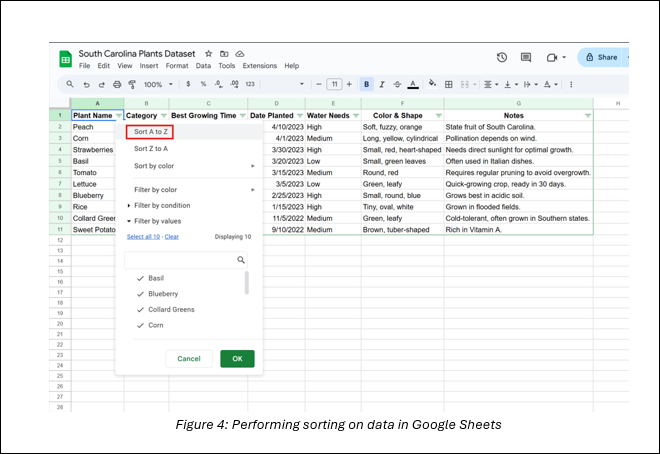 South Carolina Plants Dataset
File Edit View Insert Format Data Tools Extensions Help
Share
100% $ % .0 .00 123 11 B I A
A B C D E F G H
1 Plant Name Category Best Growing Time Date Planted Water Needs Color & Shape Notes
2 Peach 4/10/2023 High Soft, fuzzy, orange State fruit of South Carolina.
3 Corn 4/1/2023 Medium Long, yellow, cylindrical Pollination depends on wind.
4 Strawberries 3/30/2023 High Small, red, heart-shaped Needs direct sunlight for optimal growth.
5 Basil 3/20/2023 Low Small, green leaves Often used in Italian dishes.
6 Tomato 3/15/2023 Medium Round, red Requires regular pruning to avoid overgrowth.
7 Lettuce 3/5/2023 Low Green, leafy Quick-growing crop, ready in 30 days.
8 Blueberry 2/25/2023 High Small, round, blue Grows best in acidic soil.
9 Rice 1/15/2023 High Tiny, oval, white Grown in flooded fields.
10 Collard Green 11/5/2022 Medium Green, leafy Cold-tolerant, often grown in Southern states.
11 Sweet Potato 9/10/2022 Medium Brown, tuber-shaped Rich in Vitamin A.
12
13
14
15
16
17
18
19
20
21
22
23
24
25
26
27
28
Sort A to Z
Sort Z to A
Sort by color
Filter by color
Filter by condition
Filter by values
Select all 10 - Clear Displaying 10
Basil
Blueberry
Collard Greens
Corn
Cancel OK
Figure 4: Performing sorting on data in Google Sheets